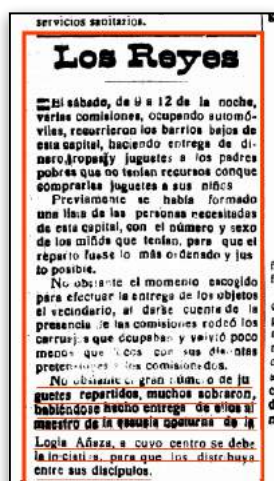 servicios sanitarios.
Los Reyes
El sábado, de 9 a 12 de la noche,
varias comisiones, ocupando automó-
viles, recorrieron los barrios bajos de
esta capital, haciendo entrega de di-
nero, ropas y juguetes a los padres
pobres que no tenían recursos conque
comprarlas juguetes a sus niños
Previamente se había formado
una lista de las personas necesitadas
de esta capital, con el número y sexo
de los niños que tenían, para que el
reparto fuese lo más ordenado y jus
to posible.
No obstante el momento escogido
para efectuar la entrega de los objetos
el vecindario, al darse cuenta de la
presencia de las comisiones rodeó los
carruajes que ocupaban y volvió poco
menos que locos con sus distintas
pretensiones a los comisionados.
No obstante el gran número de ju
guetes repartidos, muchos sobraron,
habiéndose hecho entrega de ellos al
maestro de la escuela nocturna de la
Logia Añaza, a cuyo centro se debe
la iniciativa, para que los distribuya
entre sus discípulos.